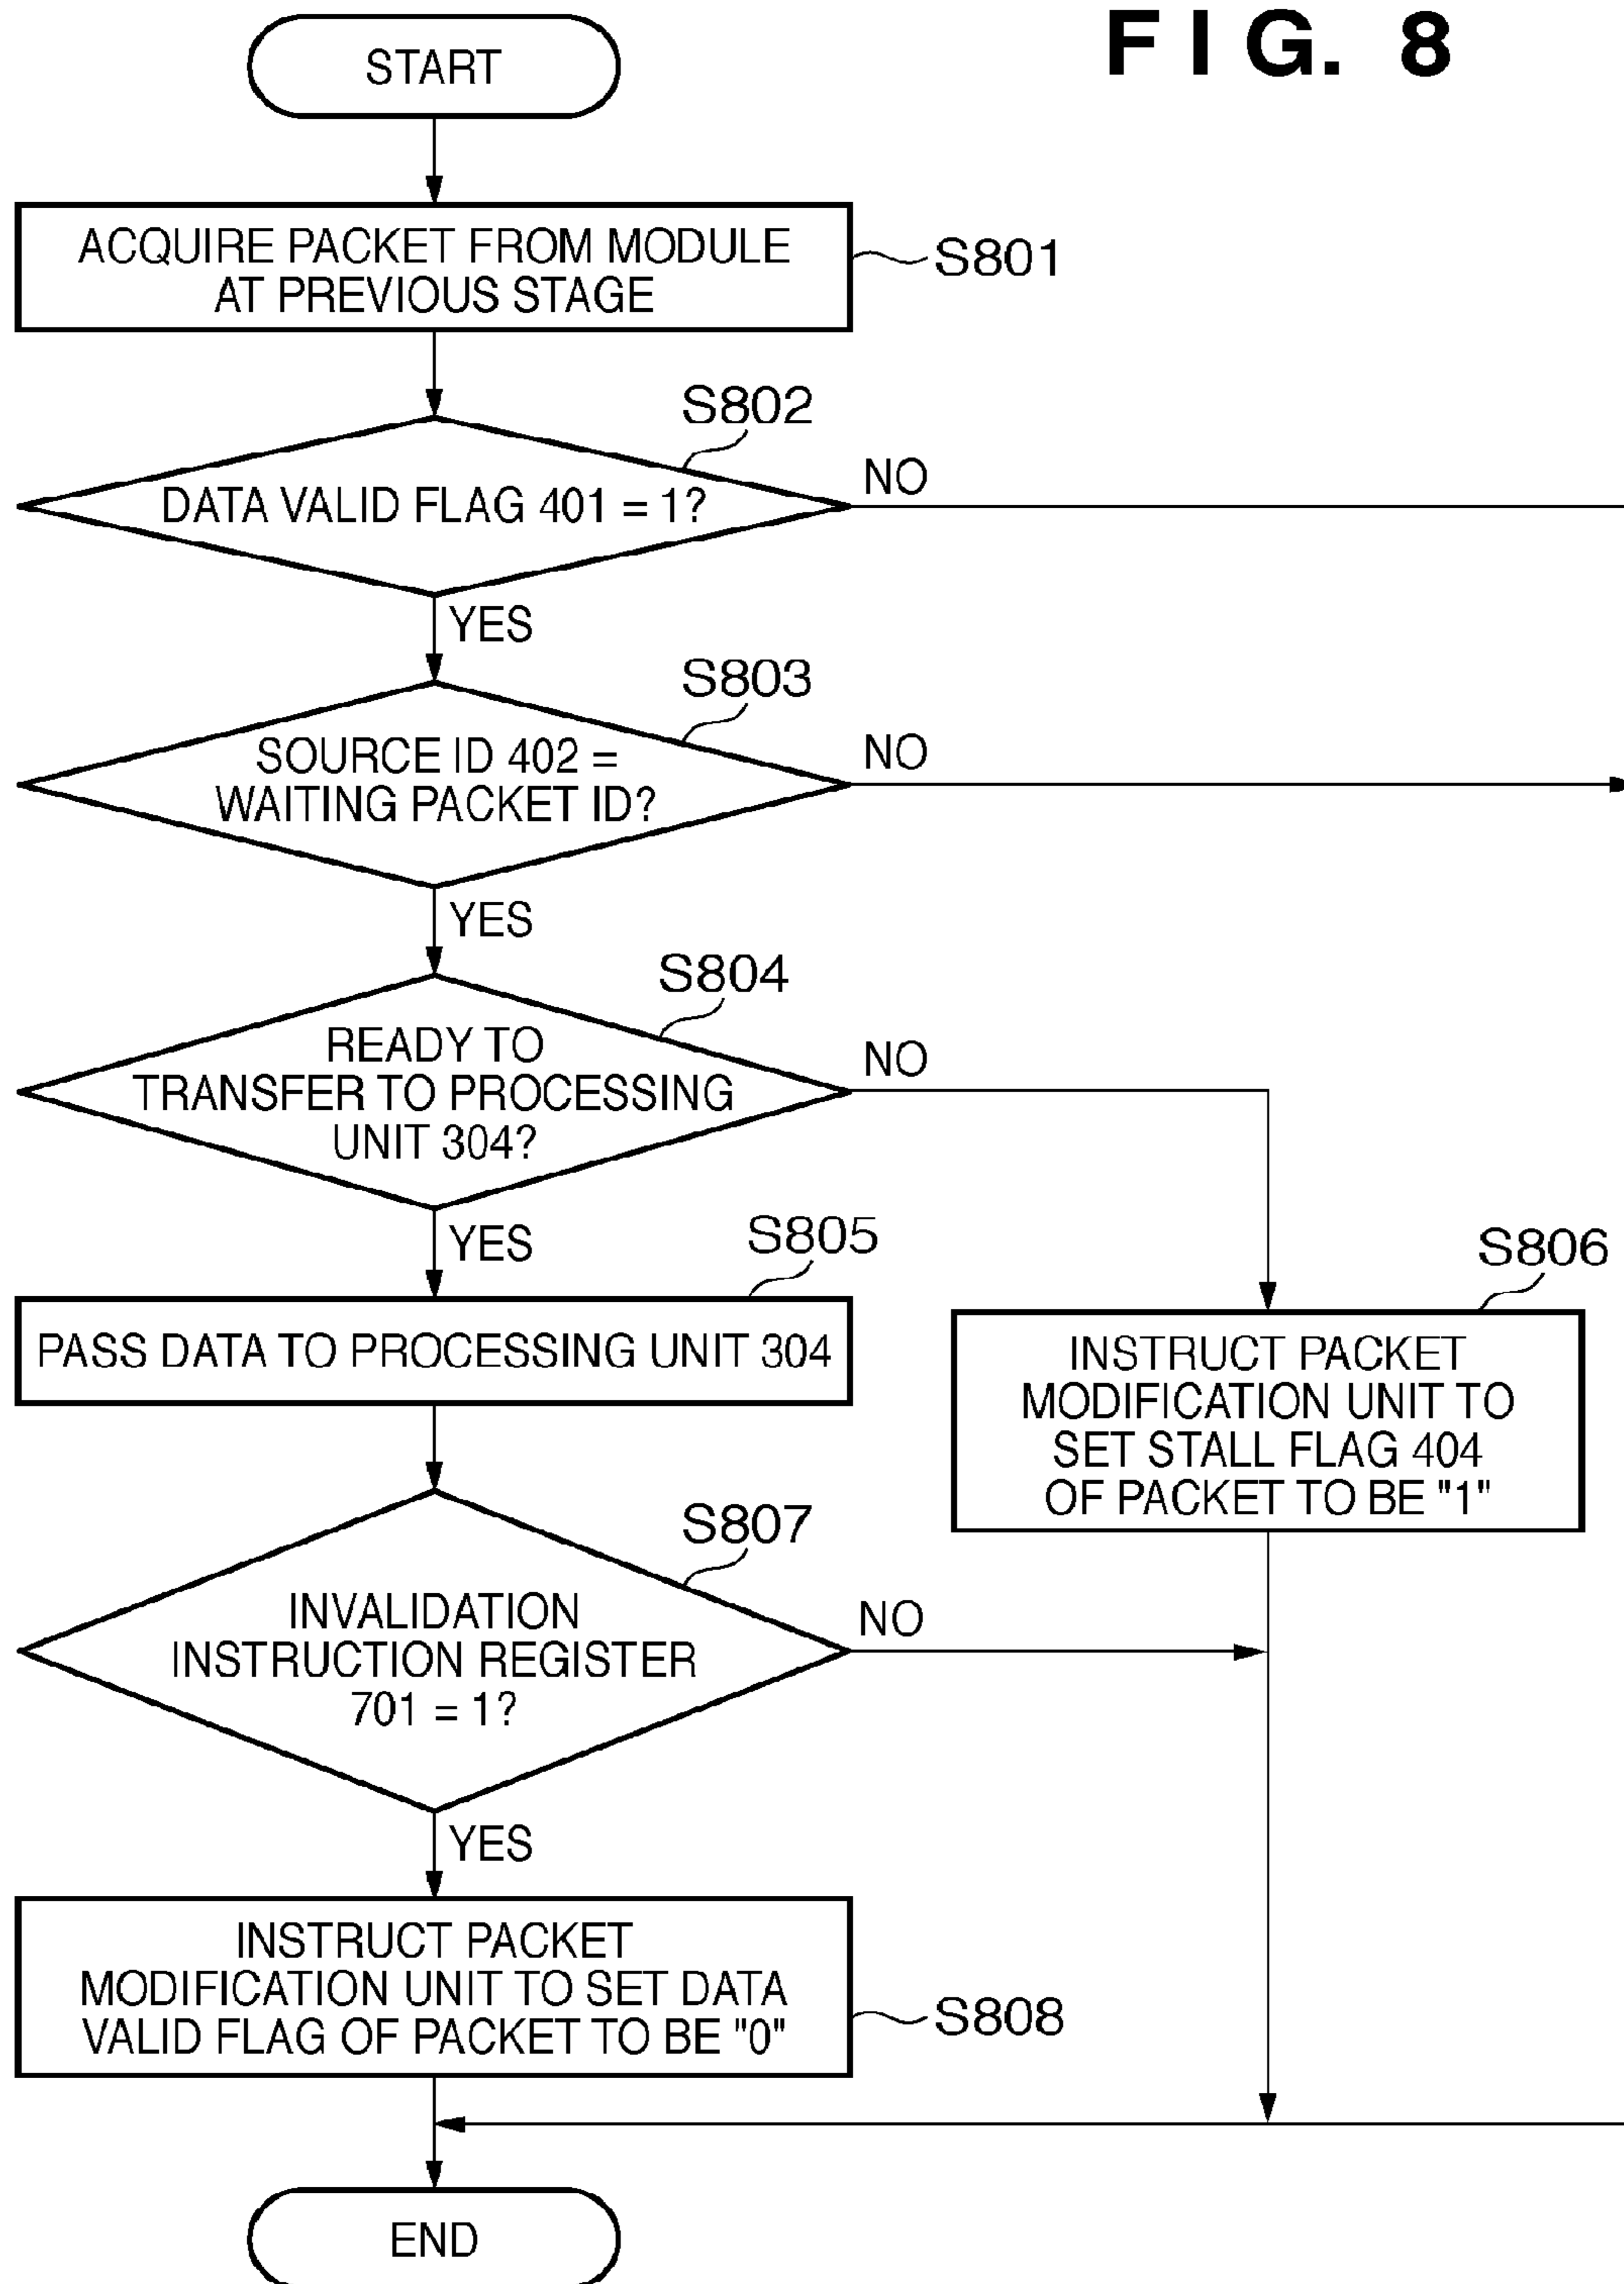 FIG. 8
START
ACQUIRE PACKET FROM MODULE
AT PREVIOUS STAGE
S801
S802
DATA VALID FLAG 401 = 1?
NO
YES
S803
SOURCE ID 402 =
WAITING PACKET ID?
NO
YES
S804
READY TO
TRANSFER TO PROCESSING
UNIT 304?
NO
YES
S805
PASS DATA TO PROCESSING UNIT 304
S806
INSTRUCT PACKET
MODIFICATION UNIT TO
SET STALL FLAG 404
OF PACKET TO BE "1"
S807
INVALIDATION
INSTRUCTION REGISTER
701 = 1?
NO
YES
INSTRUCT PACKET
MODIFICATION UNIT TO SET DATA
VALID FLAG OF PACKET TO BE "0"
S808
END